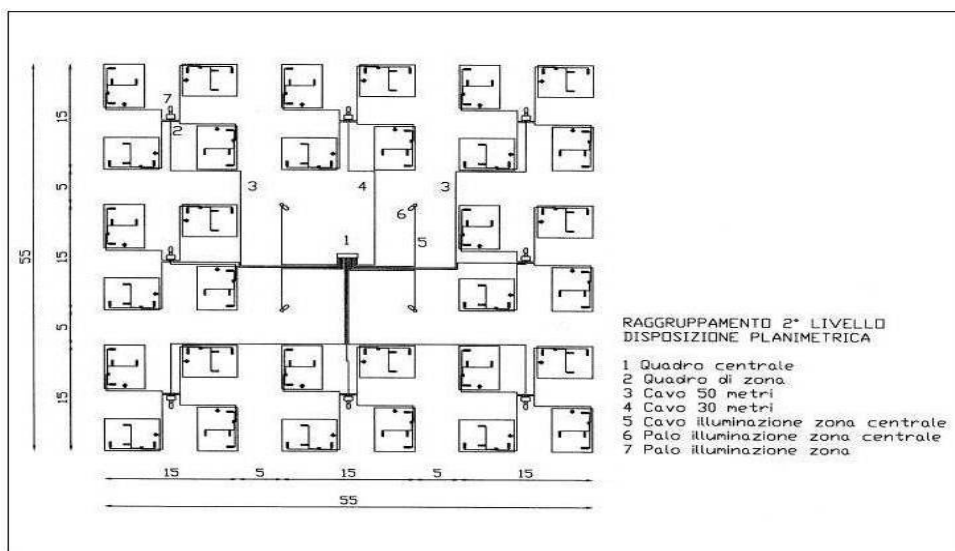 7
2
15
3
4
3
5
6
1
5
15
55
5
15
RAGGRUPPAMENTO 2° LIVELLO
DISPOSIZIONE PLANIMETRICA
1 Quadro centrale
2 Quadro di zona
3 Cavo 50 metri
4 Cavo 30 metri
5 Cavo illuminazione zona centrale
6 Palo illuminazione zona centrale
7 Palo illuminazione zona
15
5
15
5
15
55